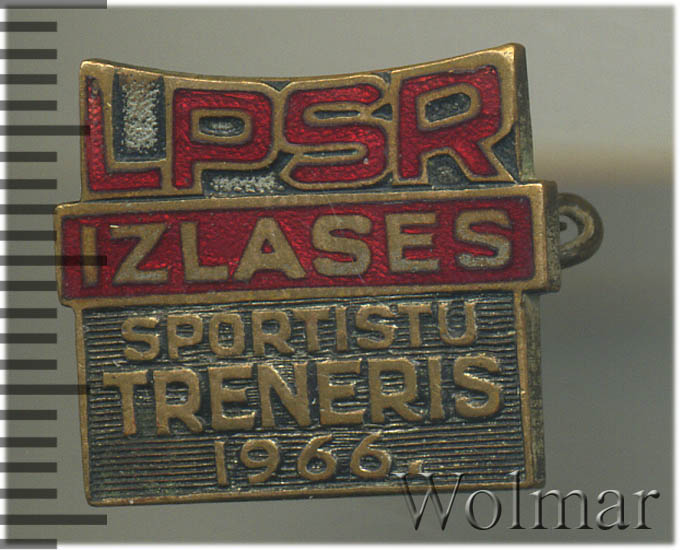 LPSR
IZLASES
SPORTISTU
TRENERIS
1966.
Wolmar